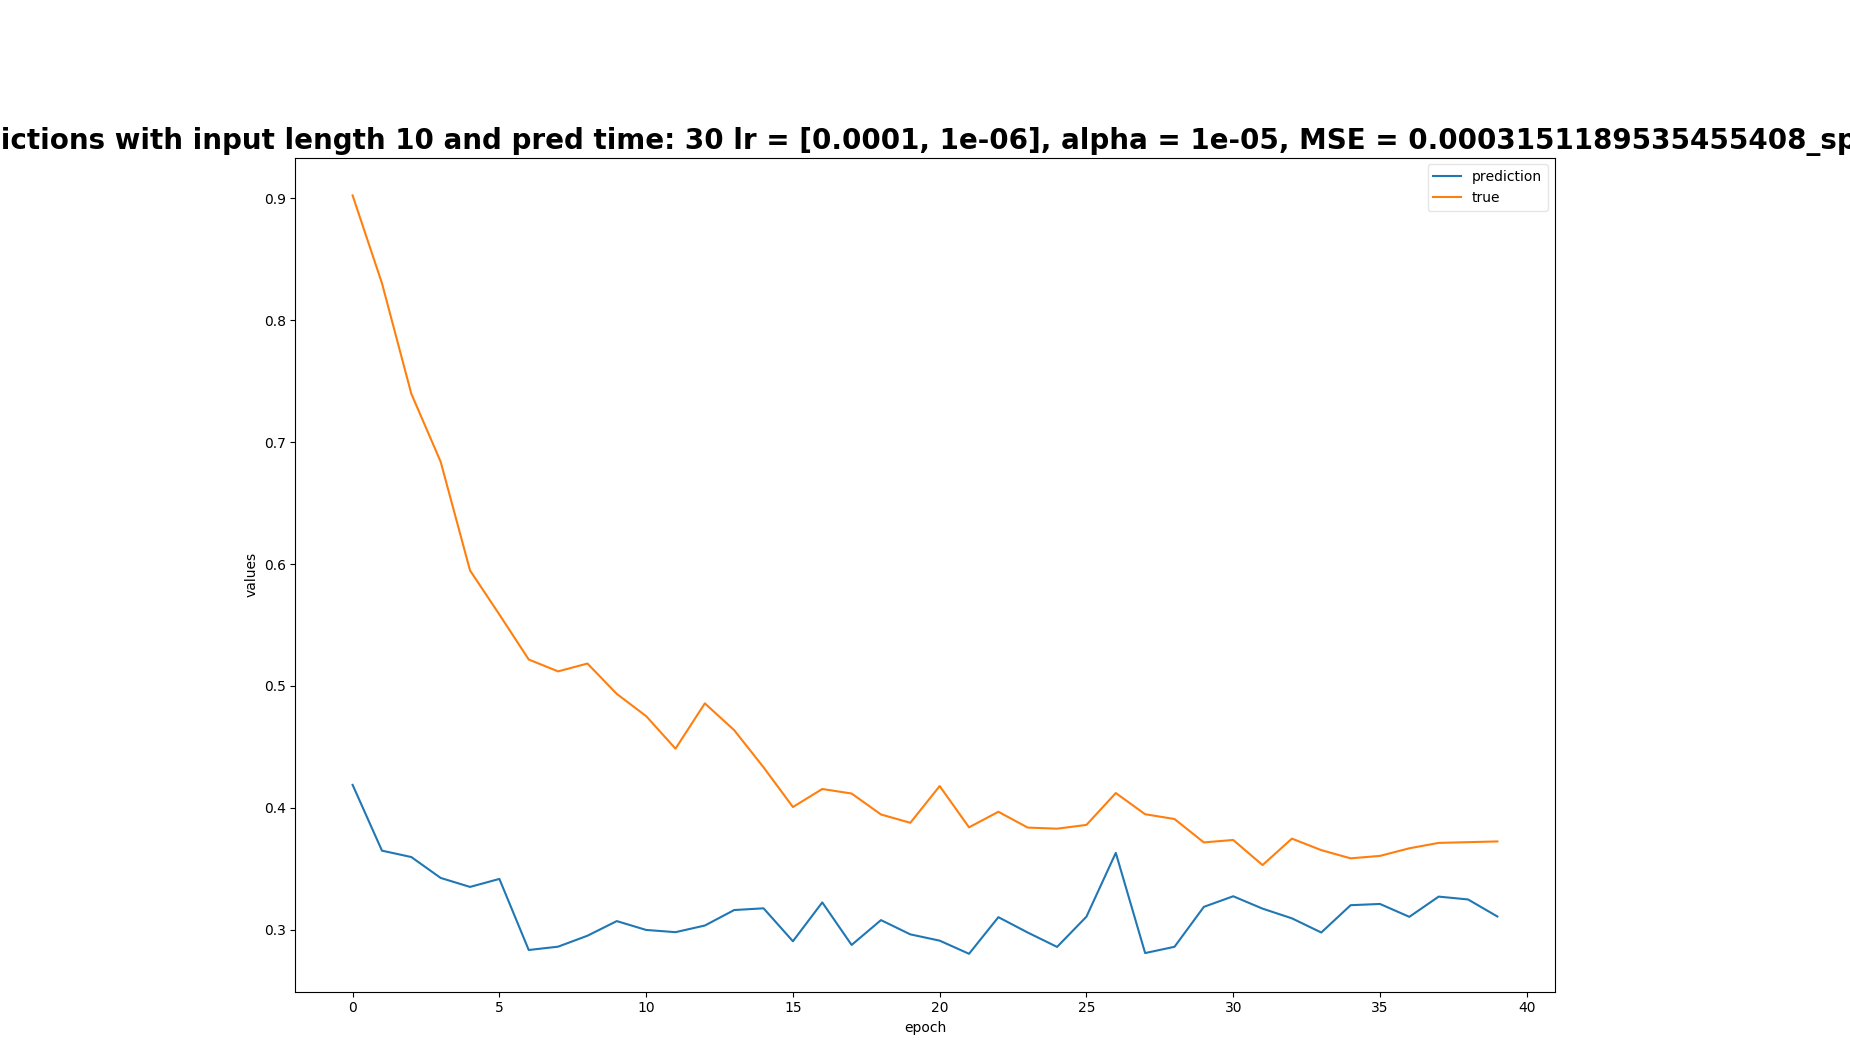 ictions with input length 10 and pred time: 30 lr = [0.0001, 1e-06], alpha = 1e-05, MSE = 0.0003151189535455408_sp
prediction
true
0.9
0.8
0.7
0.6
0.5
0.4
0.3
values
0 5 10 15 20 25 30 35 40
epoch